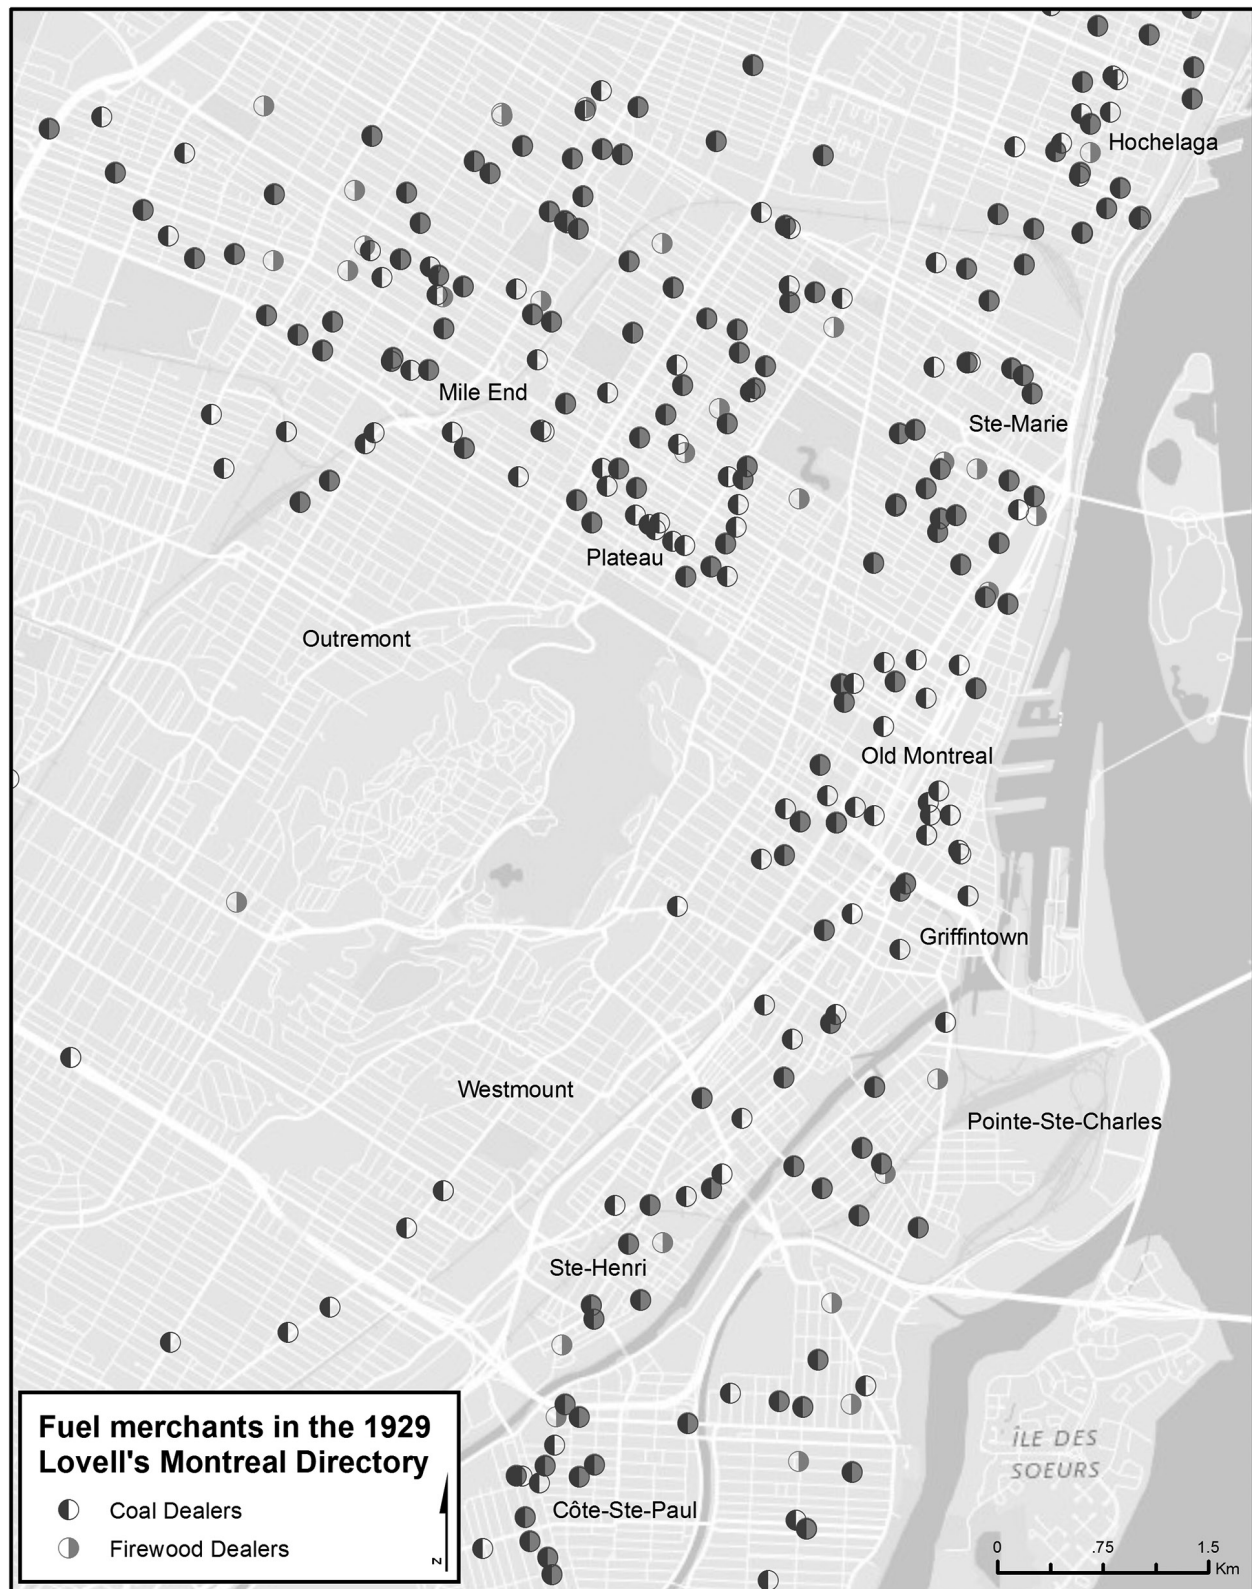 Hochelaga
Mile End
Ste-Marie
Plateau
Outremont
Old Montreal
Griffintown
Westmount
Pointe-Ste-Charles
Ste-Henri
ÎLE DES
SOEURS
Côte-Ste-Paul
Fuel merchants in the 1929
Lovell's Montreal Directory
Coal Dealers
Firewood Dealers
N
0 .75 1.5
Km